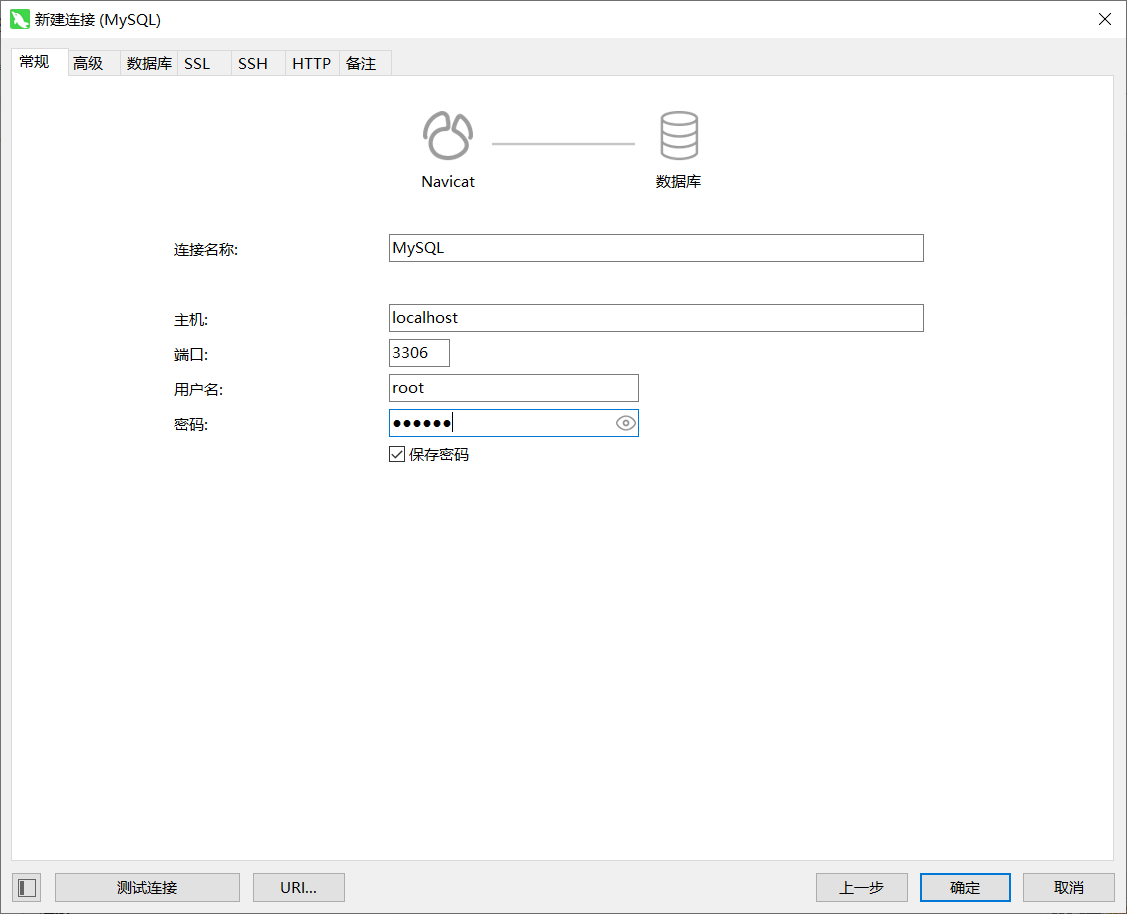 新建连接 (MySQL)
常规 高级 数据库 SSL SSH HTTP 备注
Navicat 数据库
连接名称: MySQL
主机: localhost
端口: 3306
用户名: root
密码: ●●●●●●
保存密码
测试连接 URI... 上一步 确定 取消